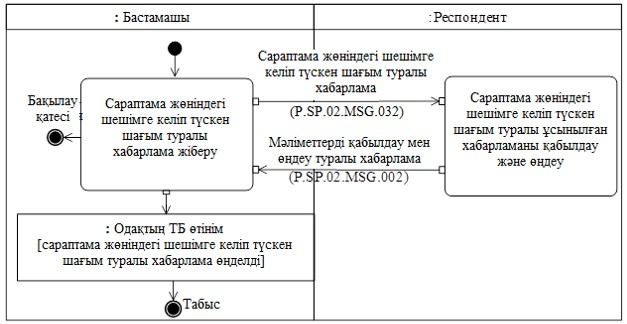 : Бастамашы
:Респондент
Бақылау
қатесі
Сараптама жөніндегі
шешімге келіп түскен
шағым туралы
хабарлама жіберу
Сараптама жөніндегі шешімге
келіп түскен шағым туралы
хабарлама
(P.SP.02.MSG.032)
Мәліметтерді қабылдау мен
өңдеу туралы хабарлама
(P.SP.02.MSG.002)
Сараптама жөніндегі
шешімге келіп түскен
шағым туралы ұсынылған
хабарламаны қабылдау
және өңдеу
: Одақтың ТБ өтінім
[сараптама жөніндегі шешімге келіп түскен
шағым туралы хабарлама өңделді]
Табыс